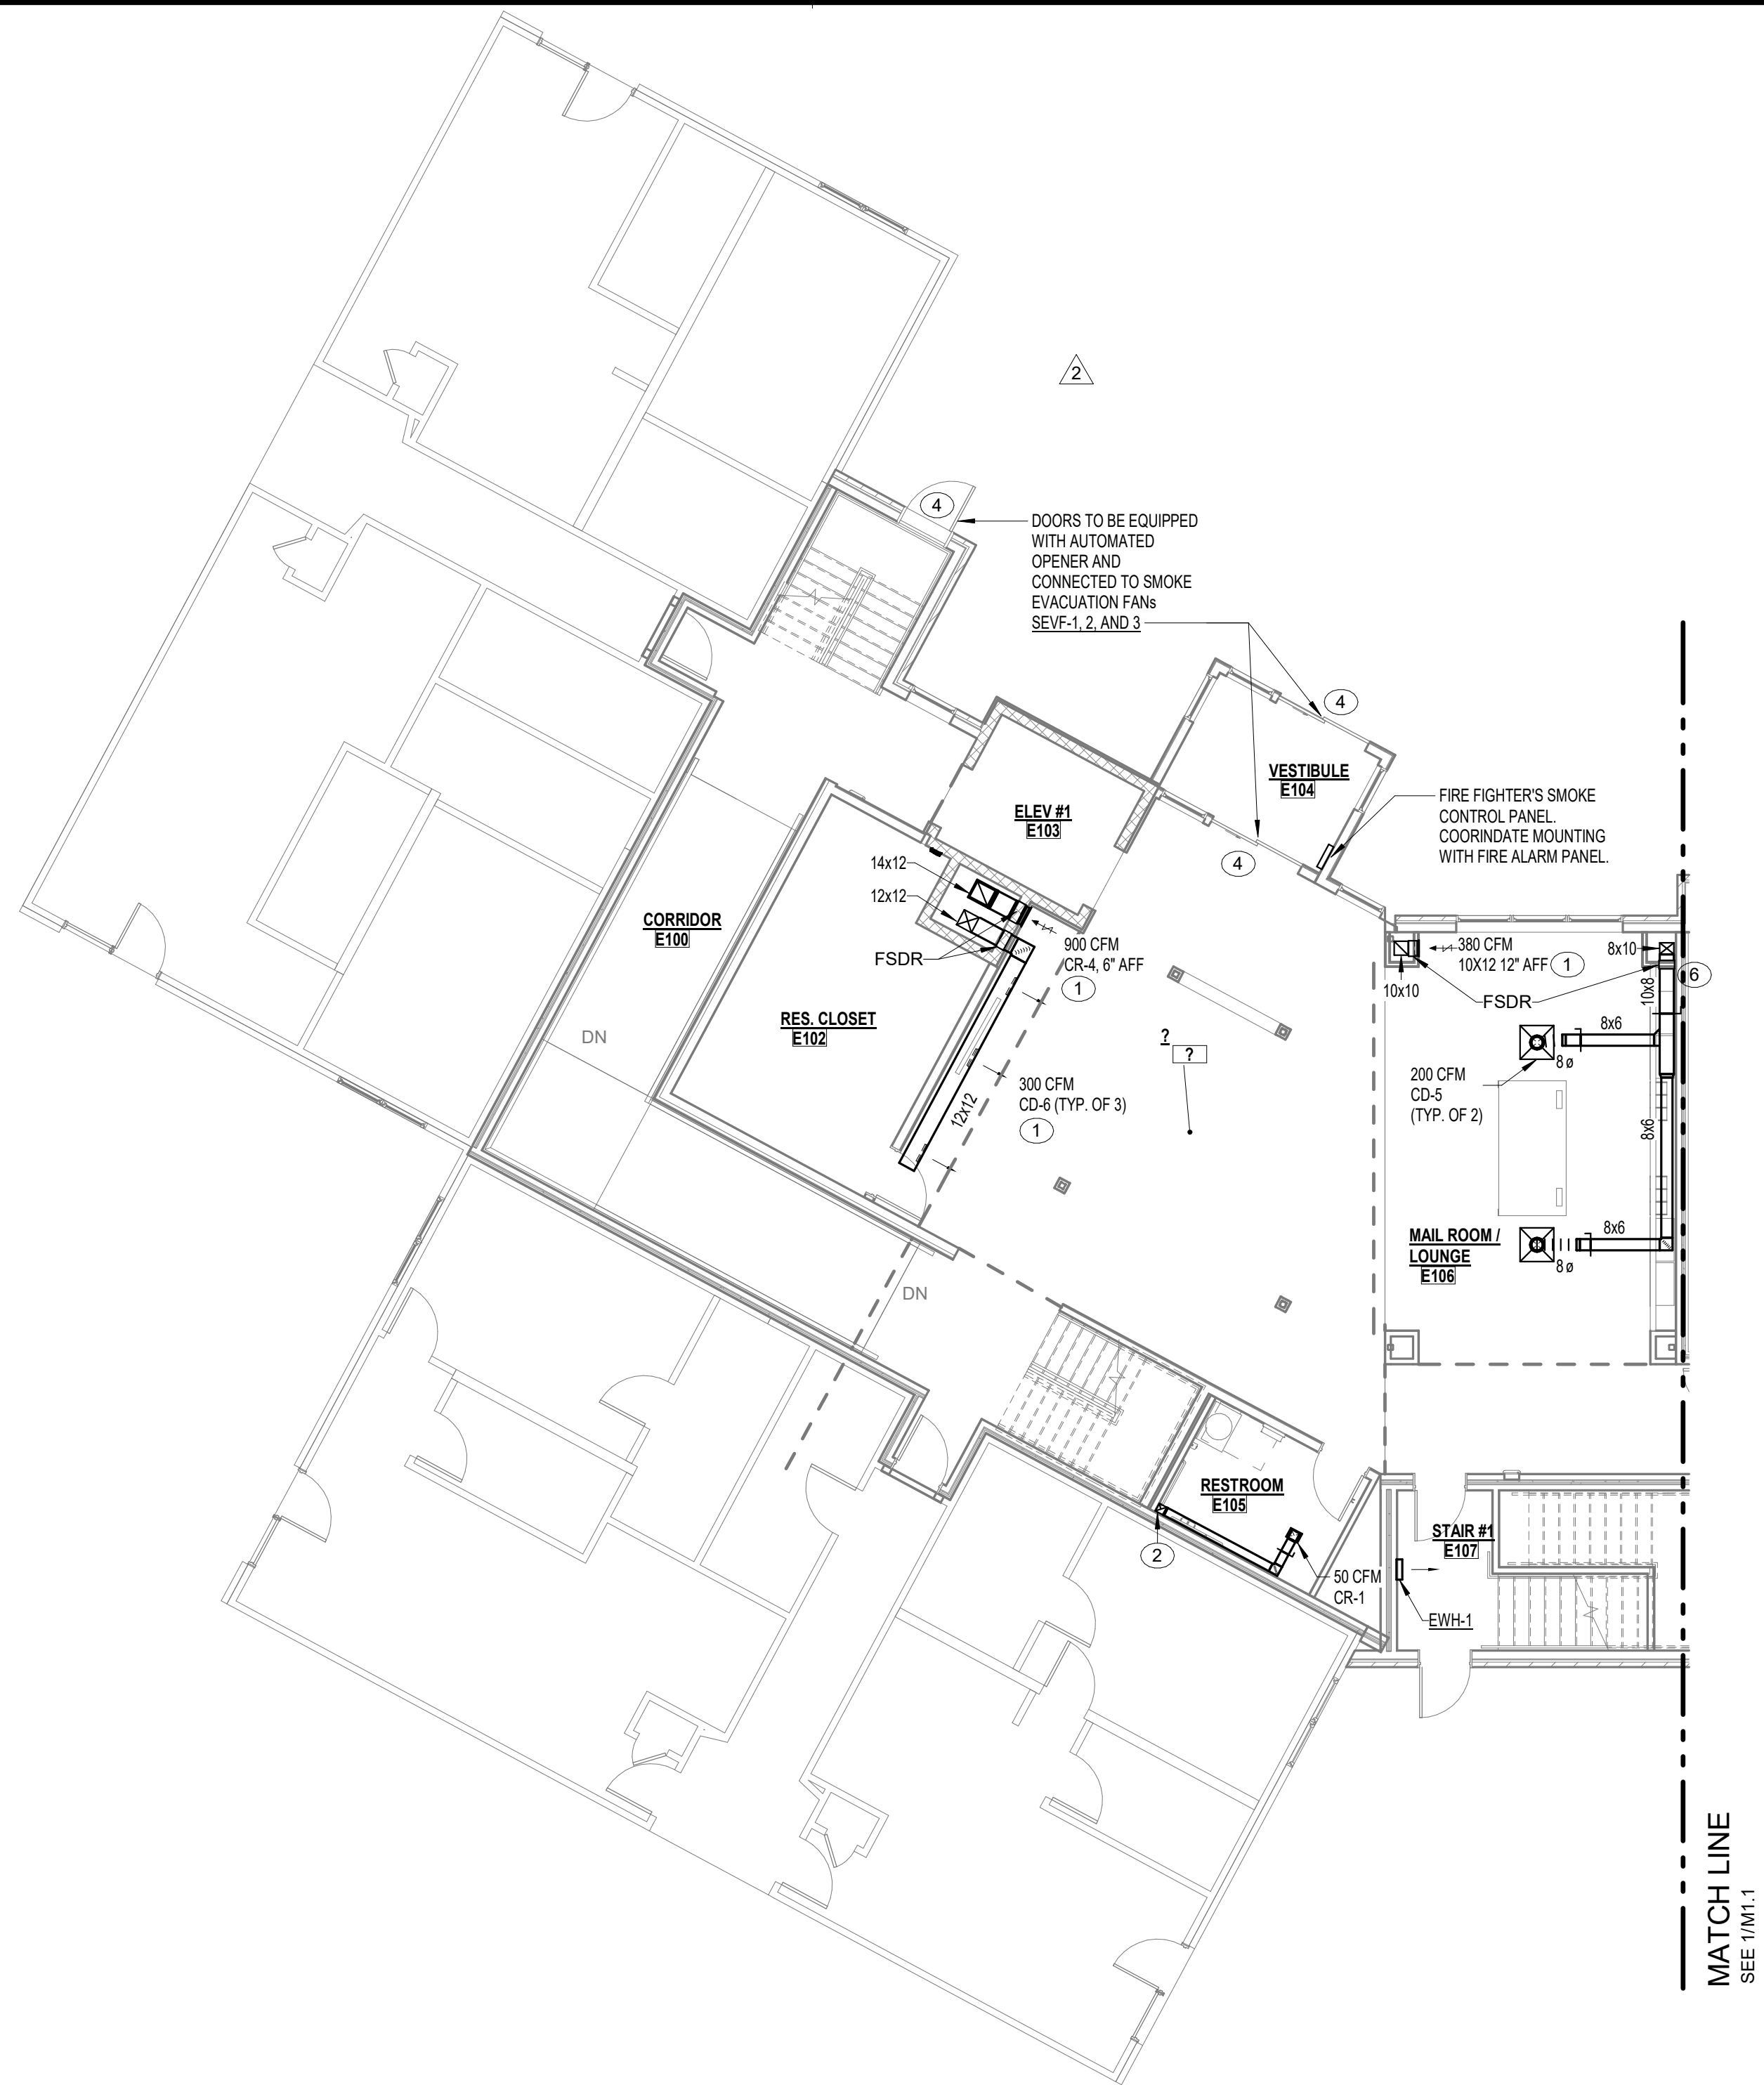 2
4
DOORS TO BE EQUIPPED
WITH AUTOMATED
OPENER AND
CONNECTED TO SMOKE
EVACUATION FANs
SEVF-1, 2, AND 3
4
VESTIBULE
E104
FIRE FIGHTER'S SMOKE
CONTROL PANEL.
COORINDATE MOUNTING
WITH FIRE ALARM PANEL.
ELEV #1
E103
4
14x12
12x12
CORRIDOR
E100
FSDR
900 CFM
CR-4, 6" AFF
1
380 CFM
10X12 12" AFF
1
8x10
6
10x10
FSDR
10x8
RES. CLOSET
E102
DN
?
?
8x6
8ø
200 CFM
CD-5
(TYP. OF 2)
300 CFM
CD-6 (TYP. OF 3)
1
12x12
8x6
MAIL ROOM /
LOUNGE
E106
8x6
8ø
DN
RESTROOM
E105
STAIR #1
E107
2
50 CFM
CR-1
EWH-1
MATCH LINE
SEE 1/M1.1